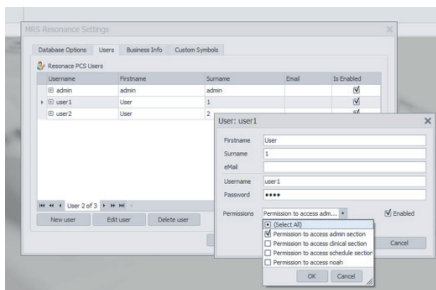 MRS Resonance Settings
Database Options Users Business Info Custom Symbols
Resonace PCS Users
Username Firstname Surname Email Is Enabled
admin admin admin
user1 User 1
user2 User 2
User 2 of 3
New user Edit user Delete user
User: user1
Firstname User
Surname 1
eMail
Username user1
Password ••••
Permissions Permission to access adm... Enabled
(Select All)
Permission to access admin section
Permission to access clinical section
Permission to access schedule section
Permission to access noah
OK Cancel
Cancel